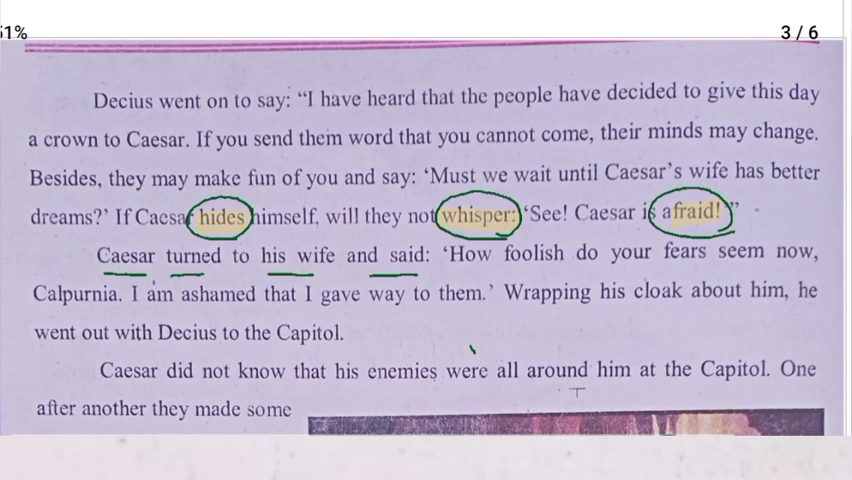 51%
3 / 6
Decius went on to say: “I have heard that the people have decided to give this day
a crown to Caesar. If you send them word that you cannot come, their minds may change.
Besides, they may make fun of you and say: ‘Must we wait until Caesar’s wife has better
dreams?’ If Caesar hides himself, will they not whisper: ‘See! Caesar is afraid!’”
Caesar turned to his wife and said: ‘How foolish do your fears seem now,
Calpurnia. I am ashamed that I gave way to them.’ Wrapping his cloak about him, he
went out with Decius to the Capitol.
Caesar did not know that his enemies were all around him at the Capitol. One
after another they made some